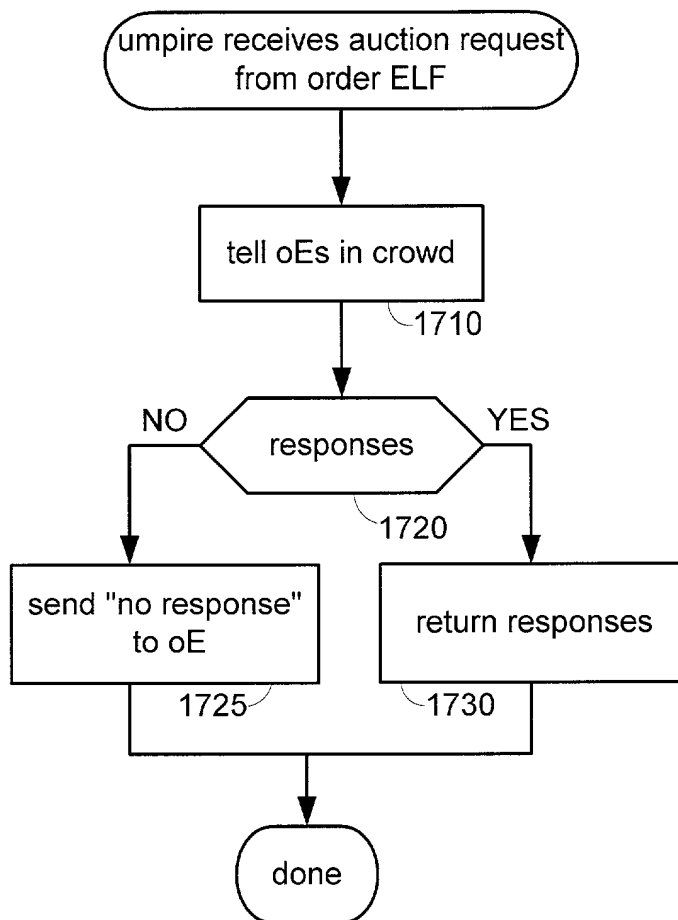 umpire receives auction request
from order ELF
tell oEs in crowd
1710
NO
YES
responses
1720
send "no response"
to oE
1725
return responses
1730
done